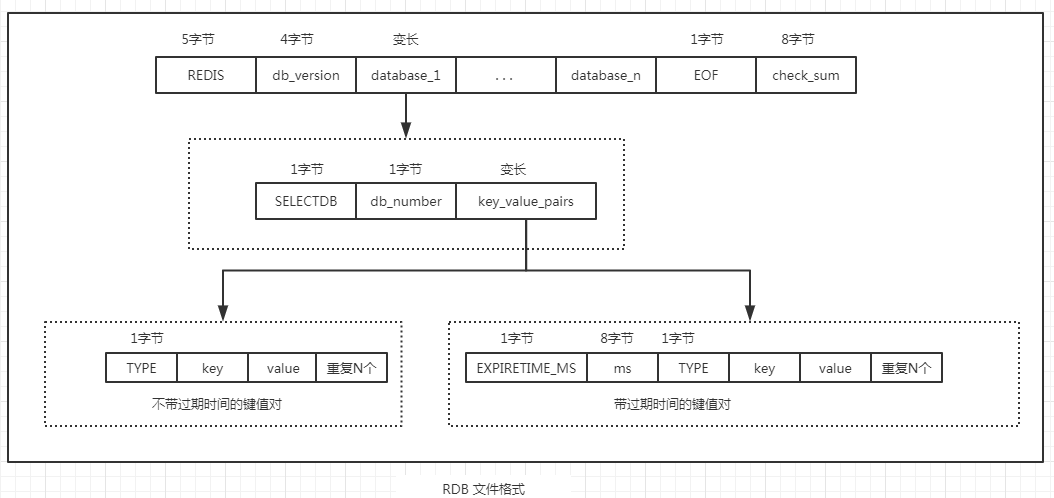 5字节 4字节 变长 1字节 8字节
REDIS db_version database_1 ... database_n EOF check_sum
1字节 1字节 变长
SELECTDB db_number key_value_pairs
1字节
TYPE key value 重复N个
不带过期时间的键值对
1字节 8字节 1字节
EXPIRETIME_MS ms TYPE key value 重复N个
带过期时间的键值对
RDB 文件格式